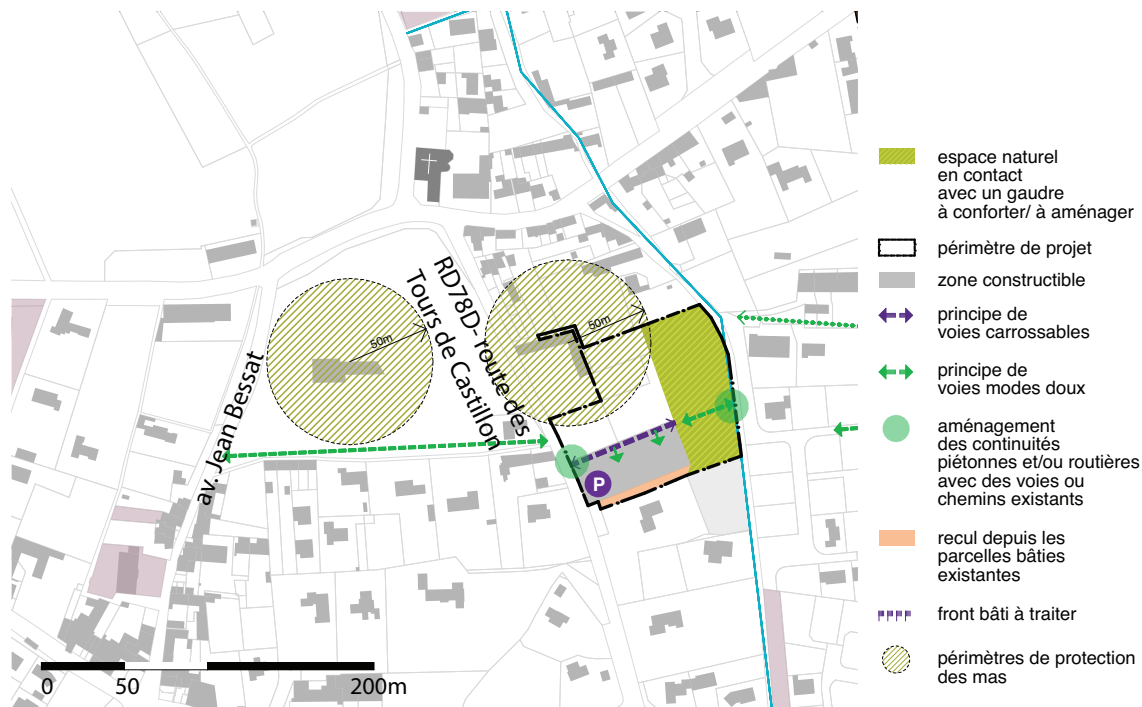 50m
50m
RD78D- route des
Tours de Castillon
av. Jean Bessat
P
0
50
200m
espace naturel
en contact
avec un gaudre
à conforter/ à aménager
périmètre de projet
zone constructible
principe de
voies carrossables
principe de
voies modes doux
aménagement
des continuités
piétonnes et/ou routières
avec des voies ou
chemins existants
recul depuis les
parcelles bâties
existantes
front bâti à traiter
périmètres de protection
des mas